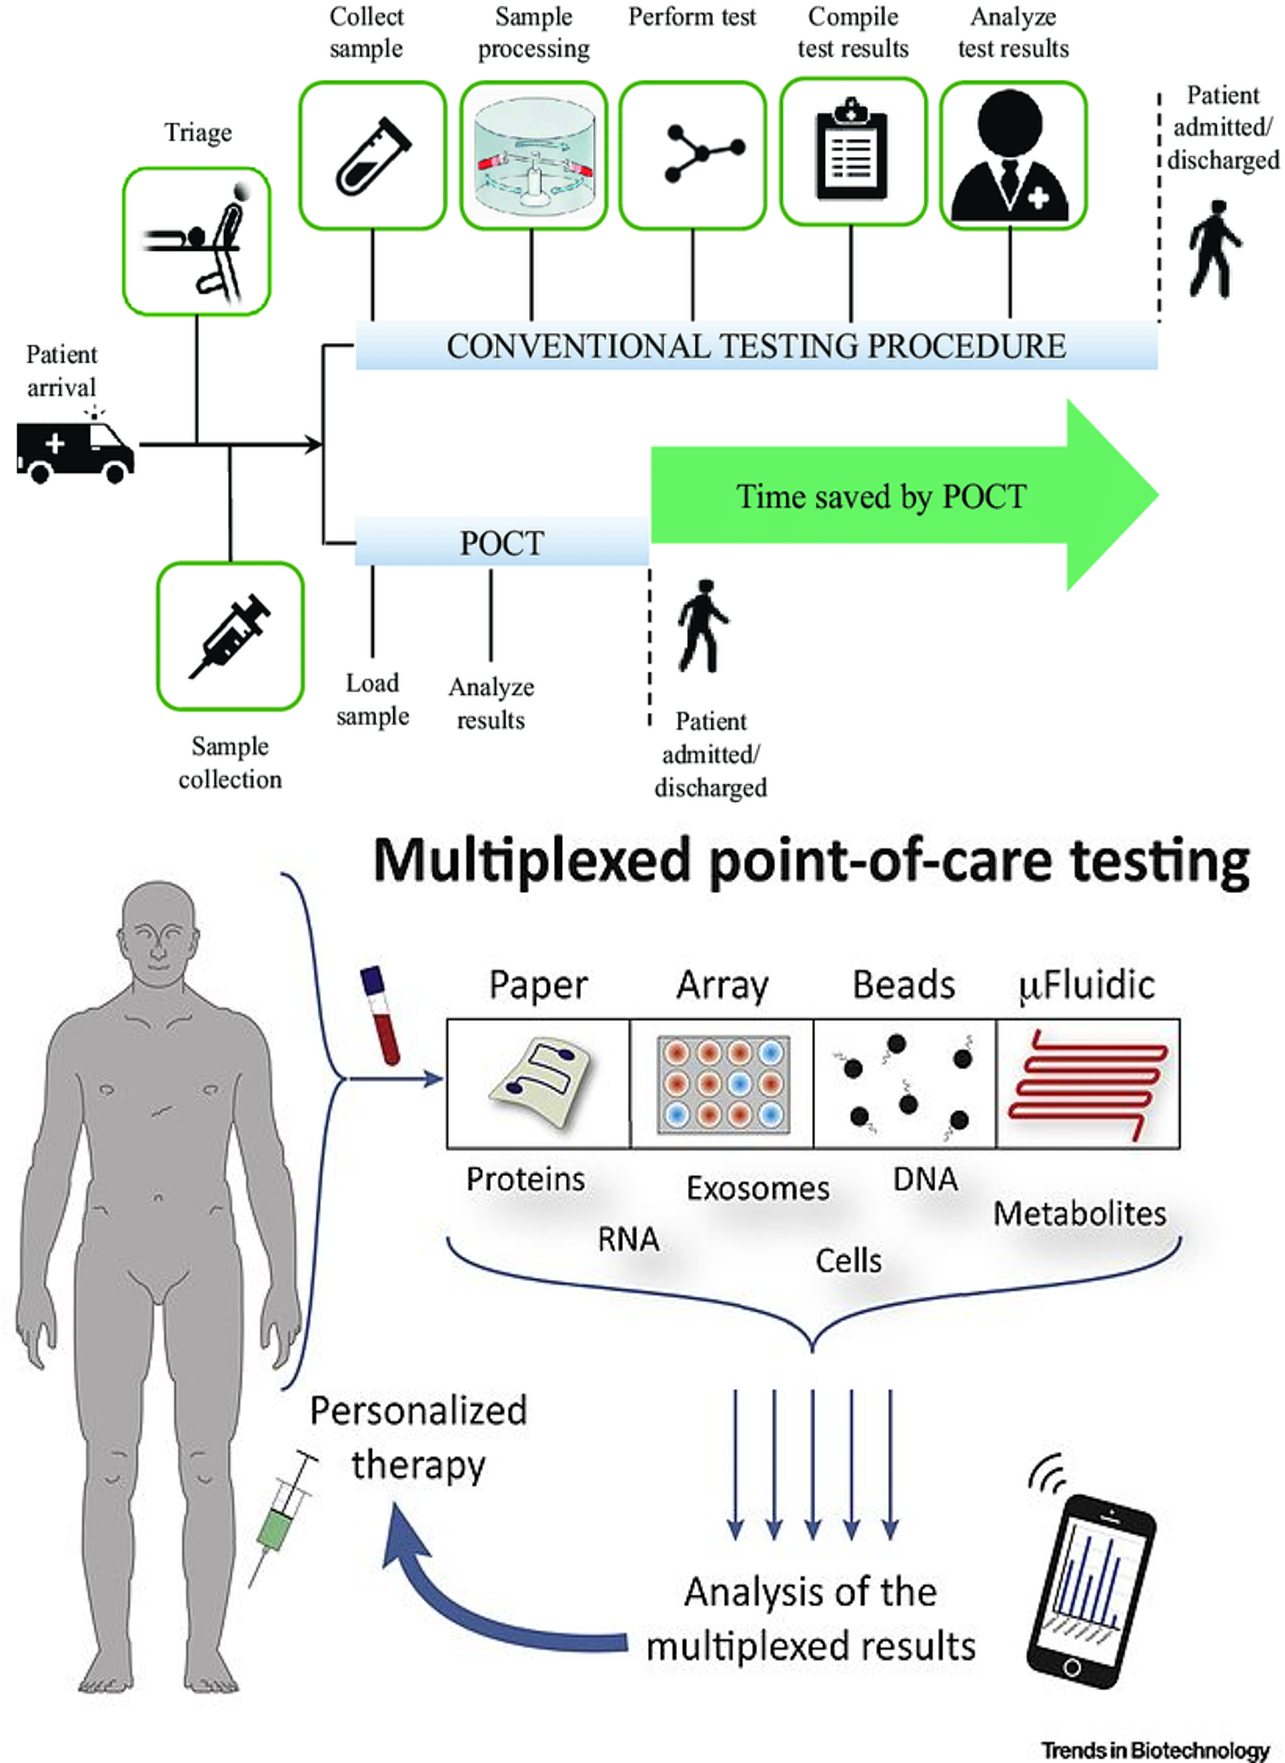 Collect
sample
Sample
processing
Perform test
Compile
test results
Analyze
test results
Patient
admitted/
discharged
Triage
Patient
arrival
CONVENTIONAL TESTING PROCEDURE
Time saved by POCT
POCT
Load
sample
Analyze
results
Patient
admitted/
discharged
Sample
collection
Multiplexed point-of-care testing
Paper
Array
Beads
μFluidic
Proteins
Exosomes
DNA
Metabolites
RNA
Cells
Personalized
therapy
Analysis of the
multiplexed results
Trends in Biotechnology